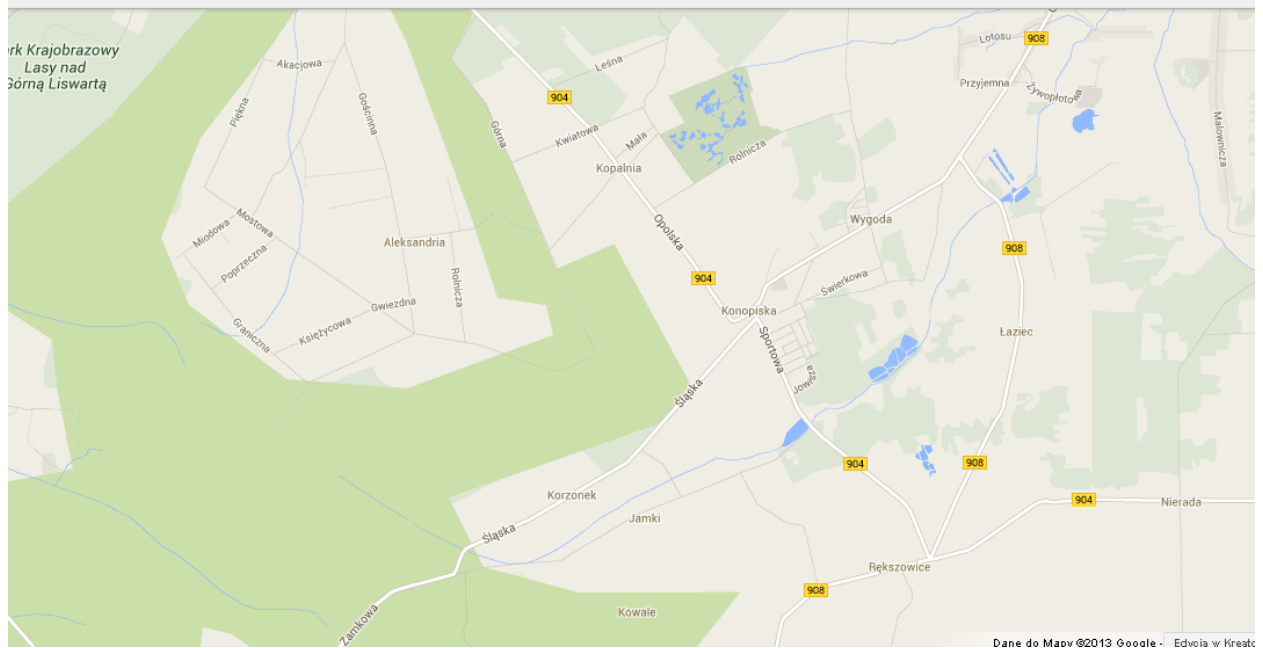 rk Krajobrazowy
Lasy nad
Górną Liswartą
Akacjowa
Piękna
Gościnna
Górna
904
Leśna
Kwiatowa
Mała
Kopalnia
Rolnicza
Lotosu
908
Przyjemna
Żywopłotowa
Malownicza
Miodowa
Mostowa
Poprzeczna
Aleksandria
Rolnicza
Gwiezdna
Księżycowa
Graniczna
Opolska
904
Wygoda
908
Świerkowa
Konopiska
Sportowa
Łaziec
Jowisza
Śląska
904
908
Korzonek
Jamki
904
Nierada
Śląska
Rększowice
908
Kowale
Zamkowa
Dane do Mapy ©2013 Google -
Edycja w Kreato